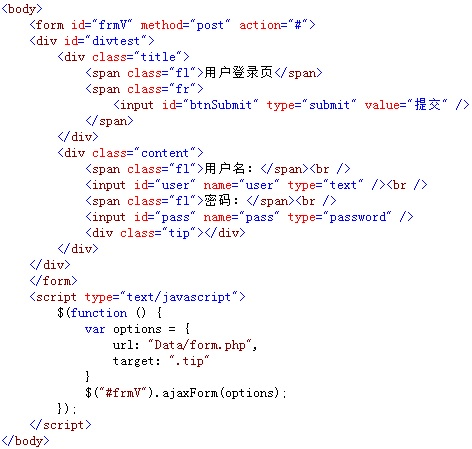 <body>
<form id="frmV" method="post" action="#">
<div id="divtest">
<div class="title">
<span class="fl">用户登录页</span>
<span class="fr">
<input id="btnSubmit" type="submit" value="提交" />
</span>
</div>
<div class="content">
<span class="fl">用户名：</span><br />
<input id="user" name="user" type="text" /><br />
<span class="fl">密码：</span><br />
<input id="pass" name="pass" type="password" />
<div class="tip"></div>
</div>
</div>
</form>
<script type="text/javascript">
$(function () {
var options = {
url: "Data/form.php",
target: ".tip"
}
$("#frmV").ajaxForm(options);
});
</script>
</body>